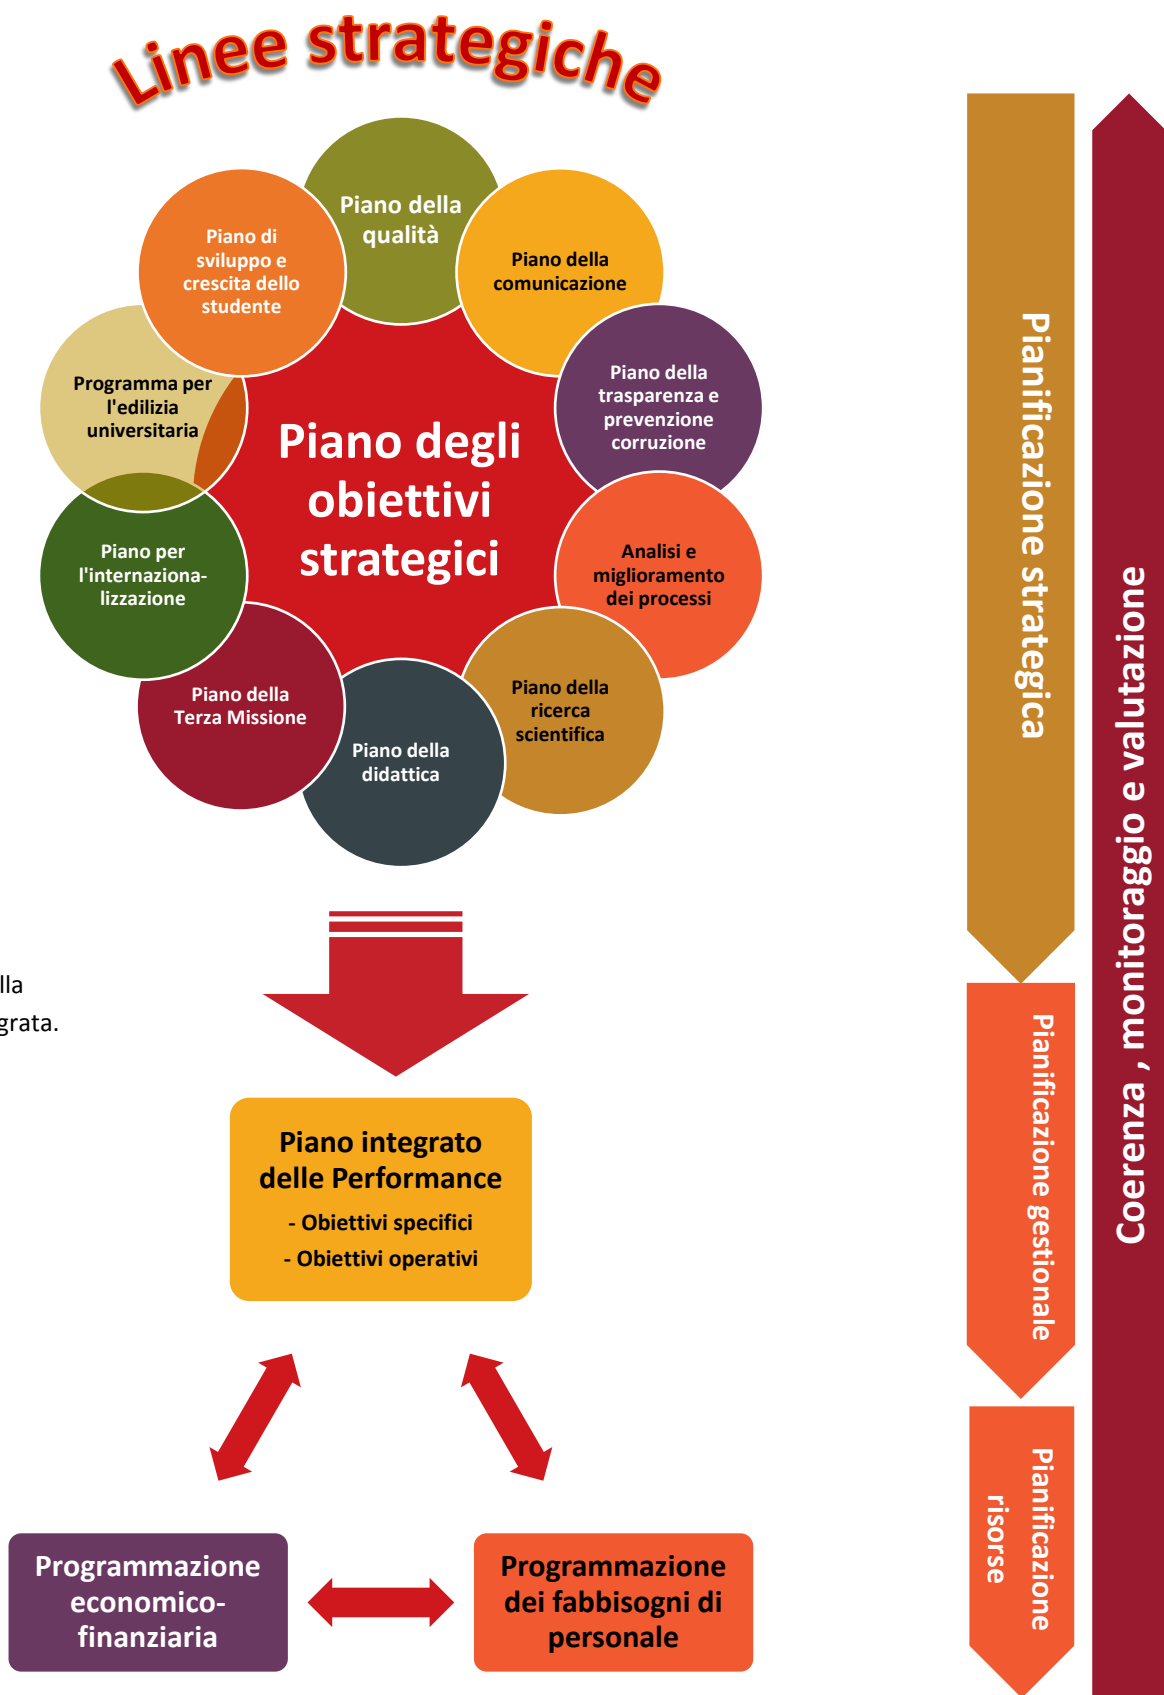 Linee strategiche
Piano della
qualità
Piano della
comunicazione
Piano della
trasparenza e
prevenzione
corruzione
Analisi e
miglioramento
dei processi
Piano della
ricerca
scientifica
Piano della
didattica
Piano della
Terza Missione
Piano per
l'internaziona-
lizzazione
Programma per
l'edilizia
universitaria
Piano di
sviluppo e
crescita dello
studente
Piano degli
obiettivi
strategici
lla
grata.
Piano integrato
delle Performance
- Obiettivi specifici
- Obiettivi operativi
Programmazione
economico-
finanziaria
Programmazione
dei fabbisogni di
personale
Pianificazione strategica
Pianificazione gestionale
Pianificazione
risorse
Coerenza , monitoraggio e valutazione